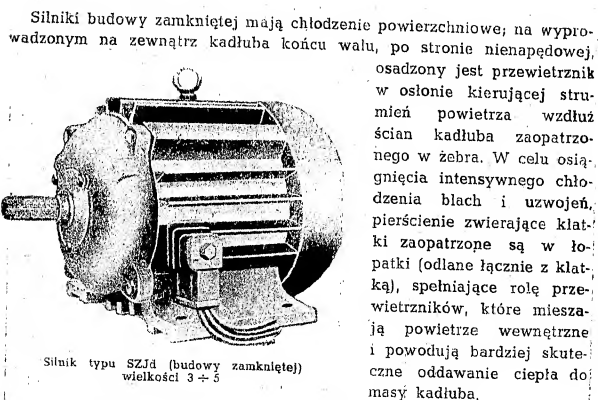 Silniki budowy zamkniętej mają chłodzenie powierzchniowe; na wypro-
wadzonym na zewnątrz kadłuba końcu wału, po stronie nienapędowej,
osadzony jest przewietrznik
w osłonie kierującej stru-
mień powietrza wzdłuż
ścian kadłuba zaopatrzo-
nego w żebra. W celu osią-
gnięcia intensywnego chło-
dzenia blach i uzwojeń,
pierścienie zwierające klat-
ki zaopatrzone są w ło-
patki (odlane łącznie z klat-
ką), spełniające rolę prze-
wietrzników, które miesza-
ją powietrze wewnętrzne
i powodują bardziej skute-
czne oddawanie ciepła do
masy kadłuba.
Silnik typu SZJd (budowy zamkniętej)
wielkości 3 ÷ 5